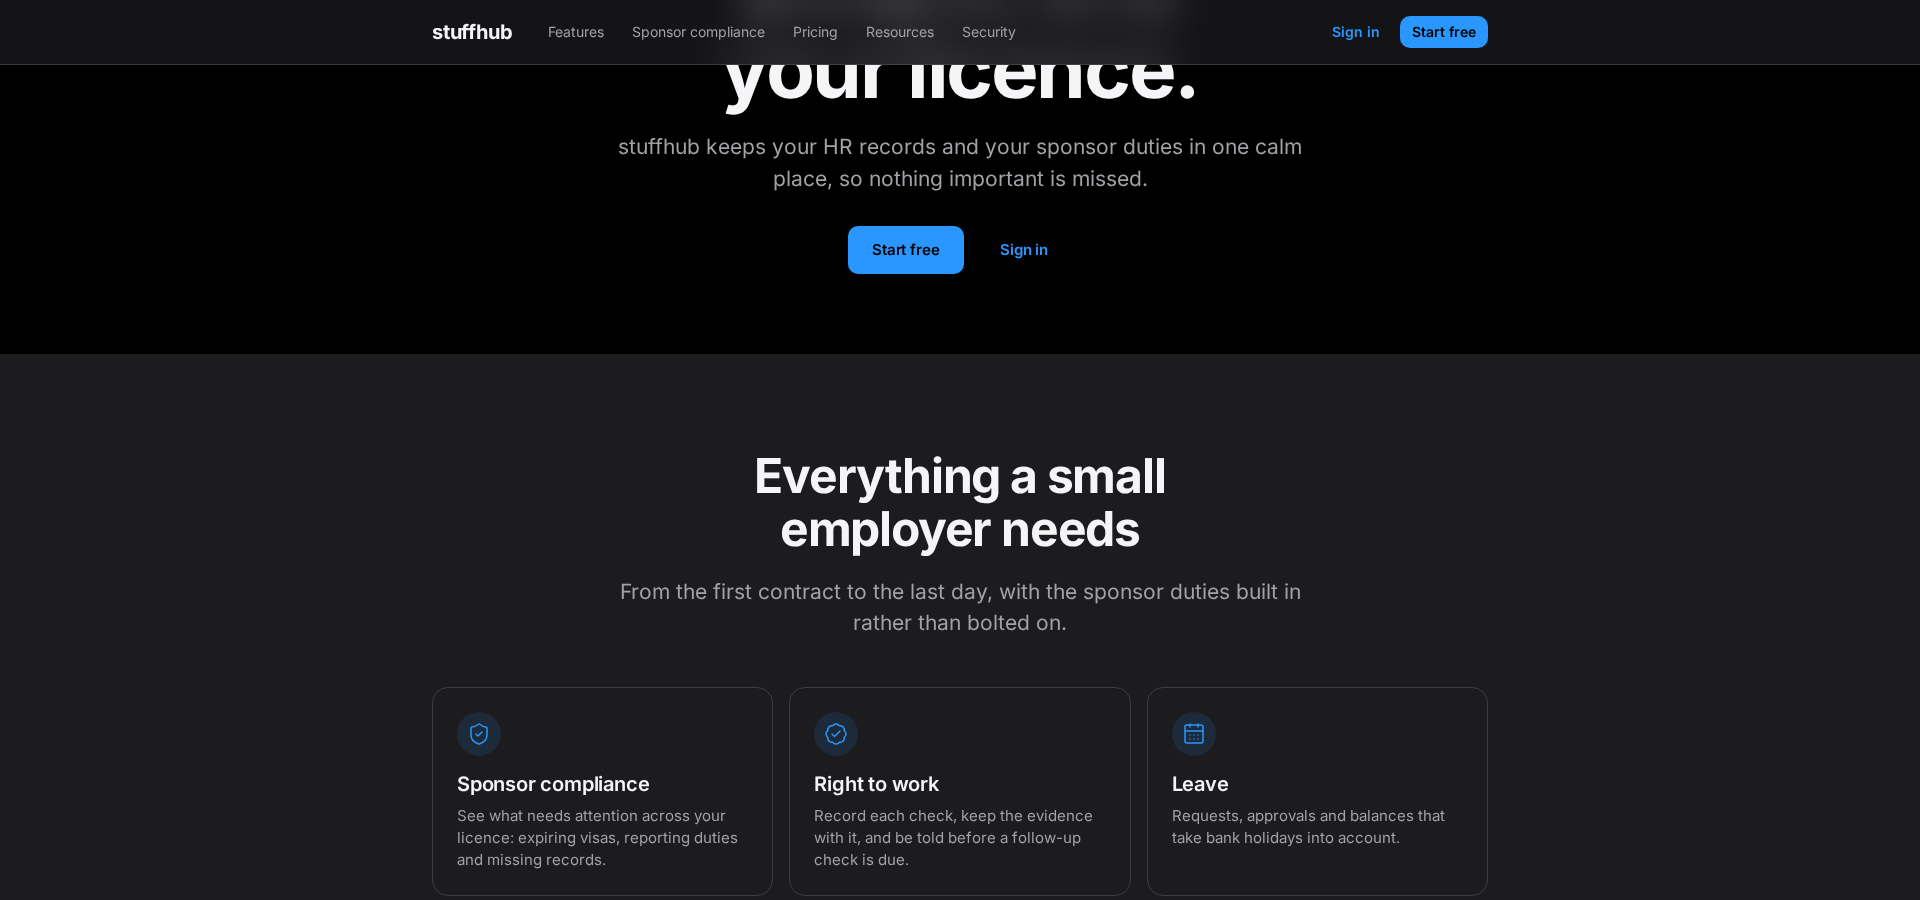 stuffhub
Features
Sponsor compliance
Pricing
Resources
Security
Sign in
Start free
your licence.
stuffhub keeps your HR records and your sponsor duties in one calm
place, so nothing important is missed.
Start free
Sign in
Everything a small
employer needs
From the first contract to the last day, with the sponsor duties built in
rather than bolted on.
Sponsor compliance
See what needs attention across your
licence: expiring visas, reporting duties
and missing records.
Right to work
Record each check, keep the evidence
with it, and be told before a follow-up
check is due.
Leave
Requests, approvals and balances that
take bank holidays into account.